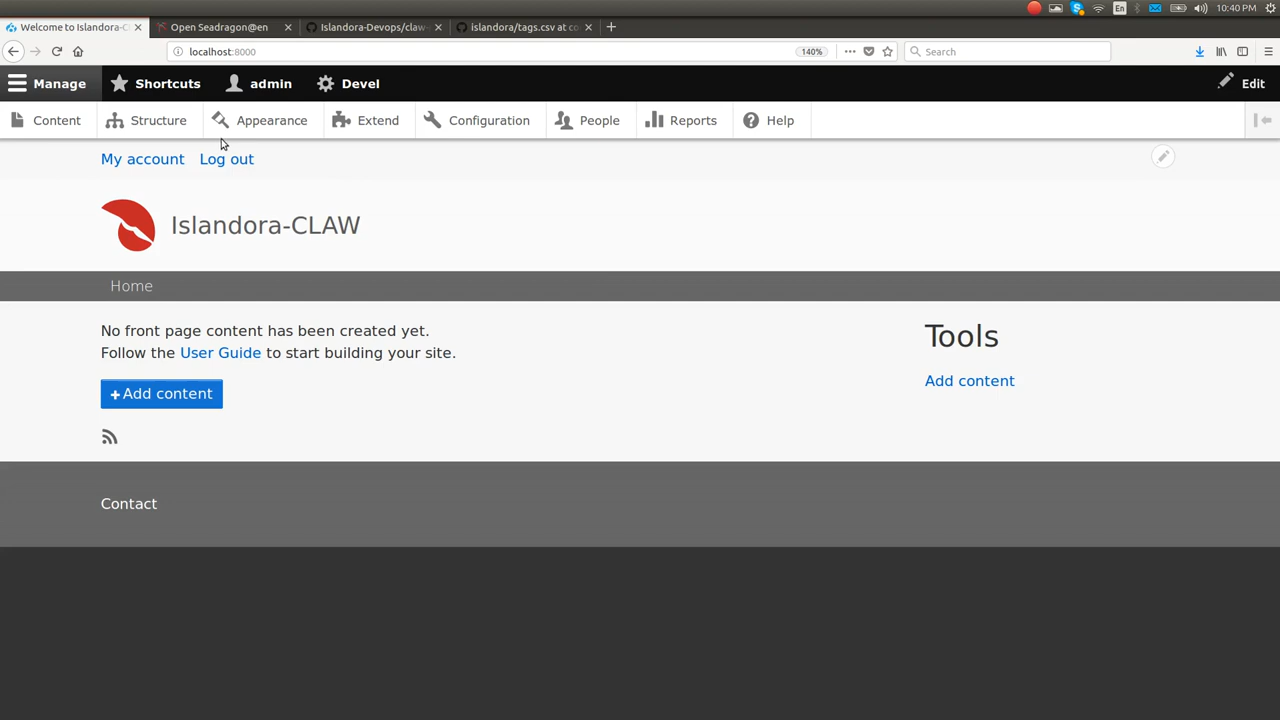 En
10:40 PM
Welcome to Islandora-C
Open Seadragon@en
Islandora-Devops/claw-
islandora/tags.csv at co
localhost:8000
140%
Search
Manage
Shortcuts
admin
Devel
Edit
Content
Structure
Appearance
Extend
Configuration
People
Reports
Help
My account
Log out
Islandora-CLAW
Home
No front page content has been created yet.
Follow the User Guide to start building your site.
+Add content
Tools
Add content
Contact